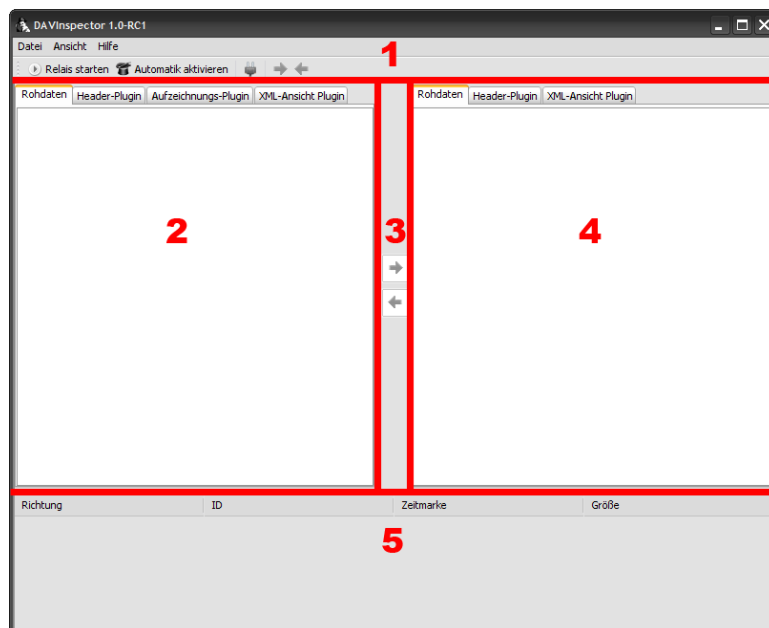 DAVInspector 1.0-RC1
Datei Ansicht Hilfe
1
Relais starten Automatik aktivieren
Rohdaten Header-Plugin Aufzeichnungs-Plugin XML-Ansicht Plugin
Rohdaten Header-Plugin XML-Ansicht Plugin
2
3
4
Richtung ID Zeitmarke Größe
5